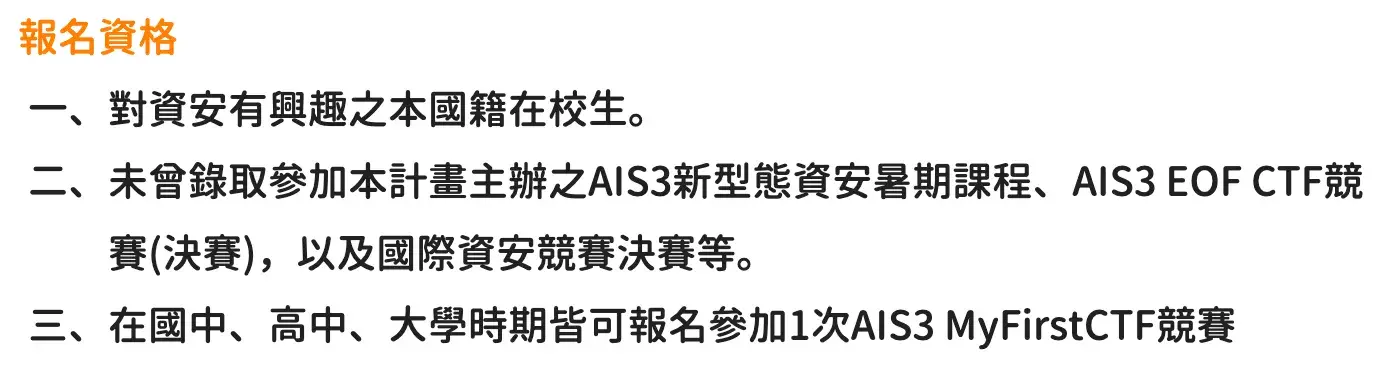 報名資格
一、對資安有興趣之本國籍在校生。
二、未曾錄取參加本計畫主辦之AIS3新型態資安暑期課程、AIS3 EOF CTF競
賽(決賽)，以及國際資安競賽決賽等。
三、在國中、高中、大學時期皆可報名參加1次AIS3 MyFirstCTF競賽